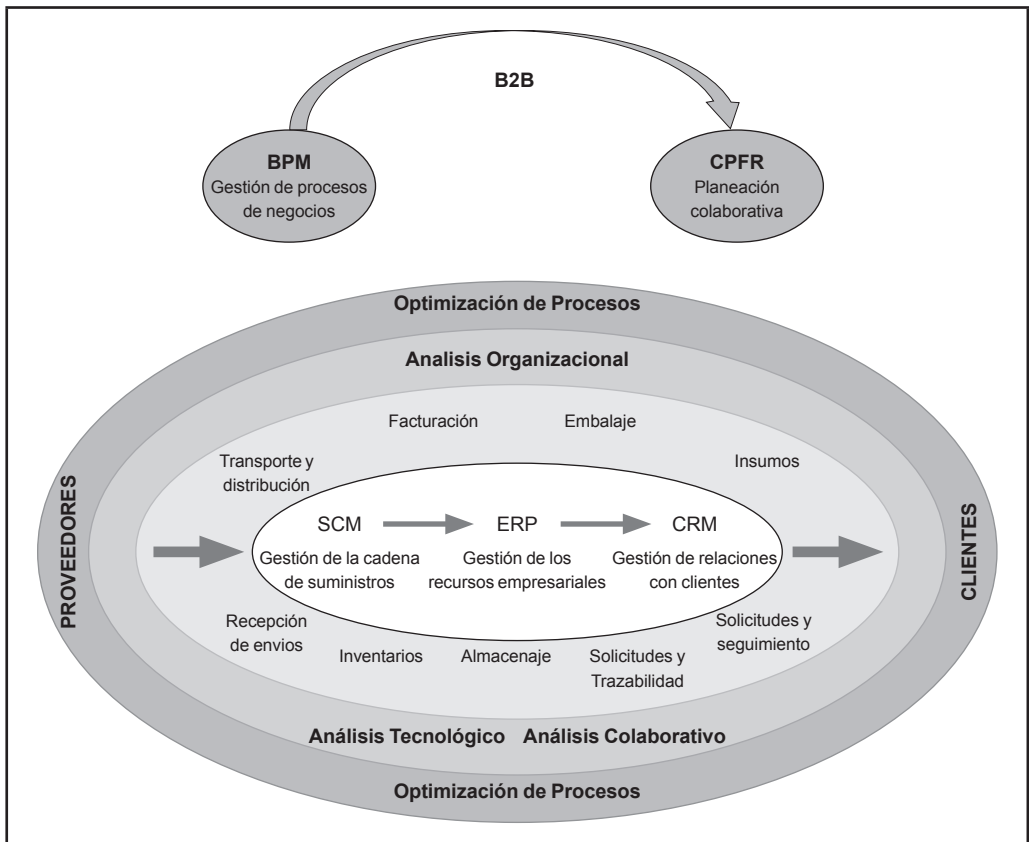 B2B
BPM
Gestión de procesos
de negocios
CPFR
Planeación
colaborativa
Optimización de Procesos
Analisis Organizacional
Facturación
Embalaje
Transporte y
distribución
Insumos
PROVEEDORES
SCM
Gestión de la cadena
de suministros
ERP
Gestión de los
recursos empresariales
CRM
Gestión de relaciones
con clientes
CLIENTES
Recepción
de envios
Inventarios
Almacenaje
Solicitudes y
Trazabilidad
Solicitudes y
seguimiento
Análisis Tecnológico
Análisis Colaborativo
Optimización de Procesos